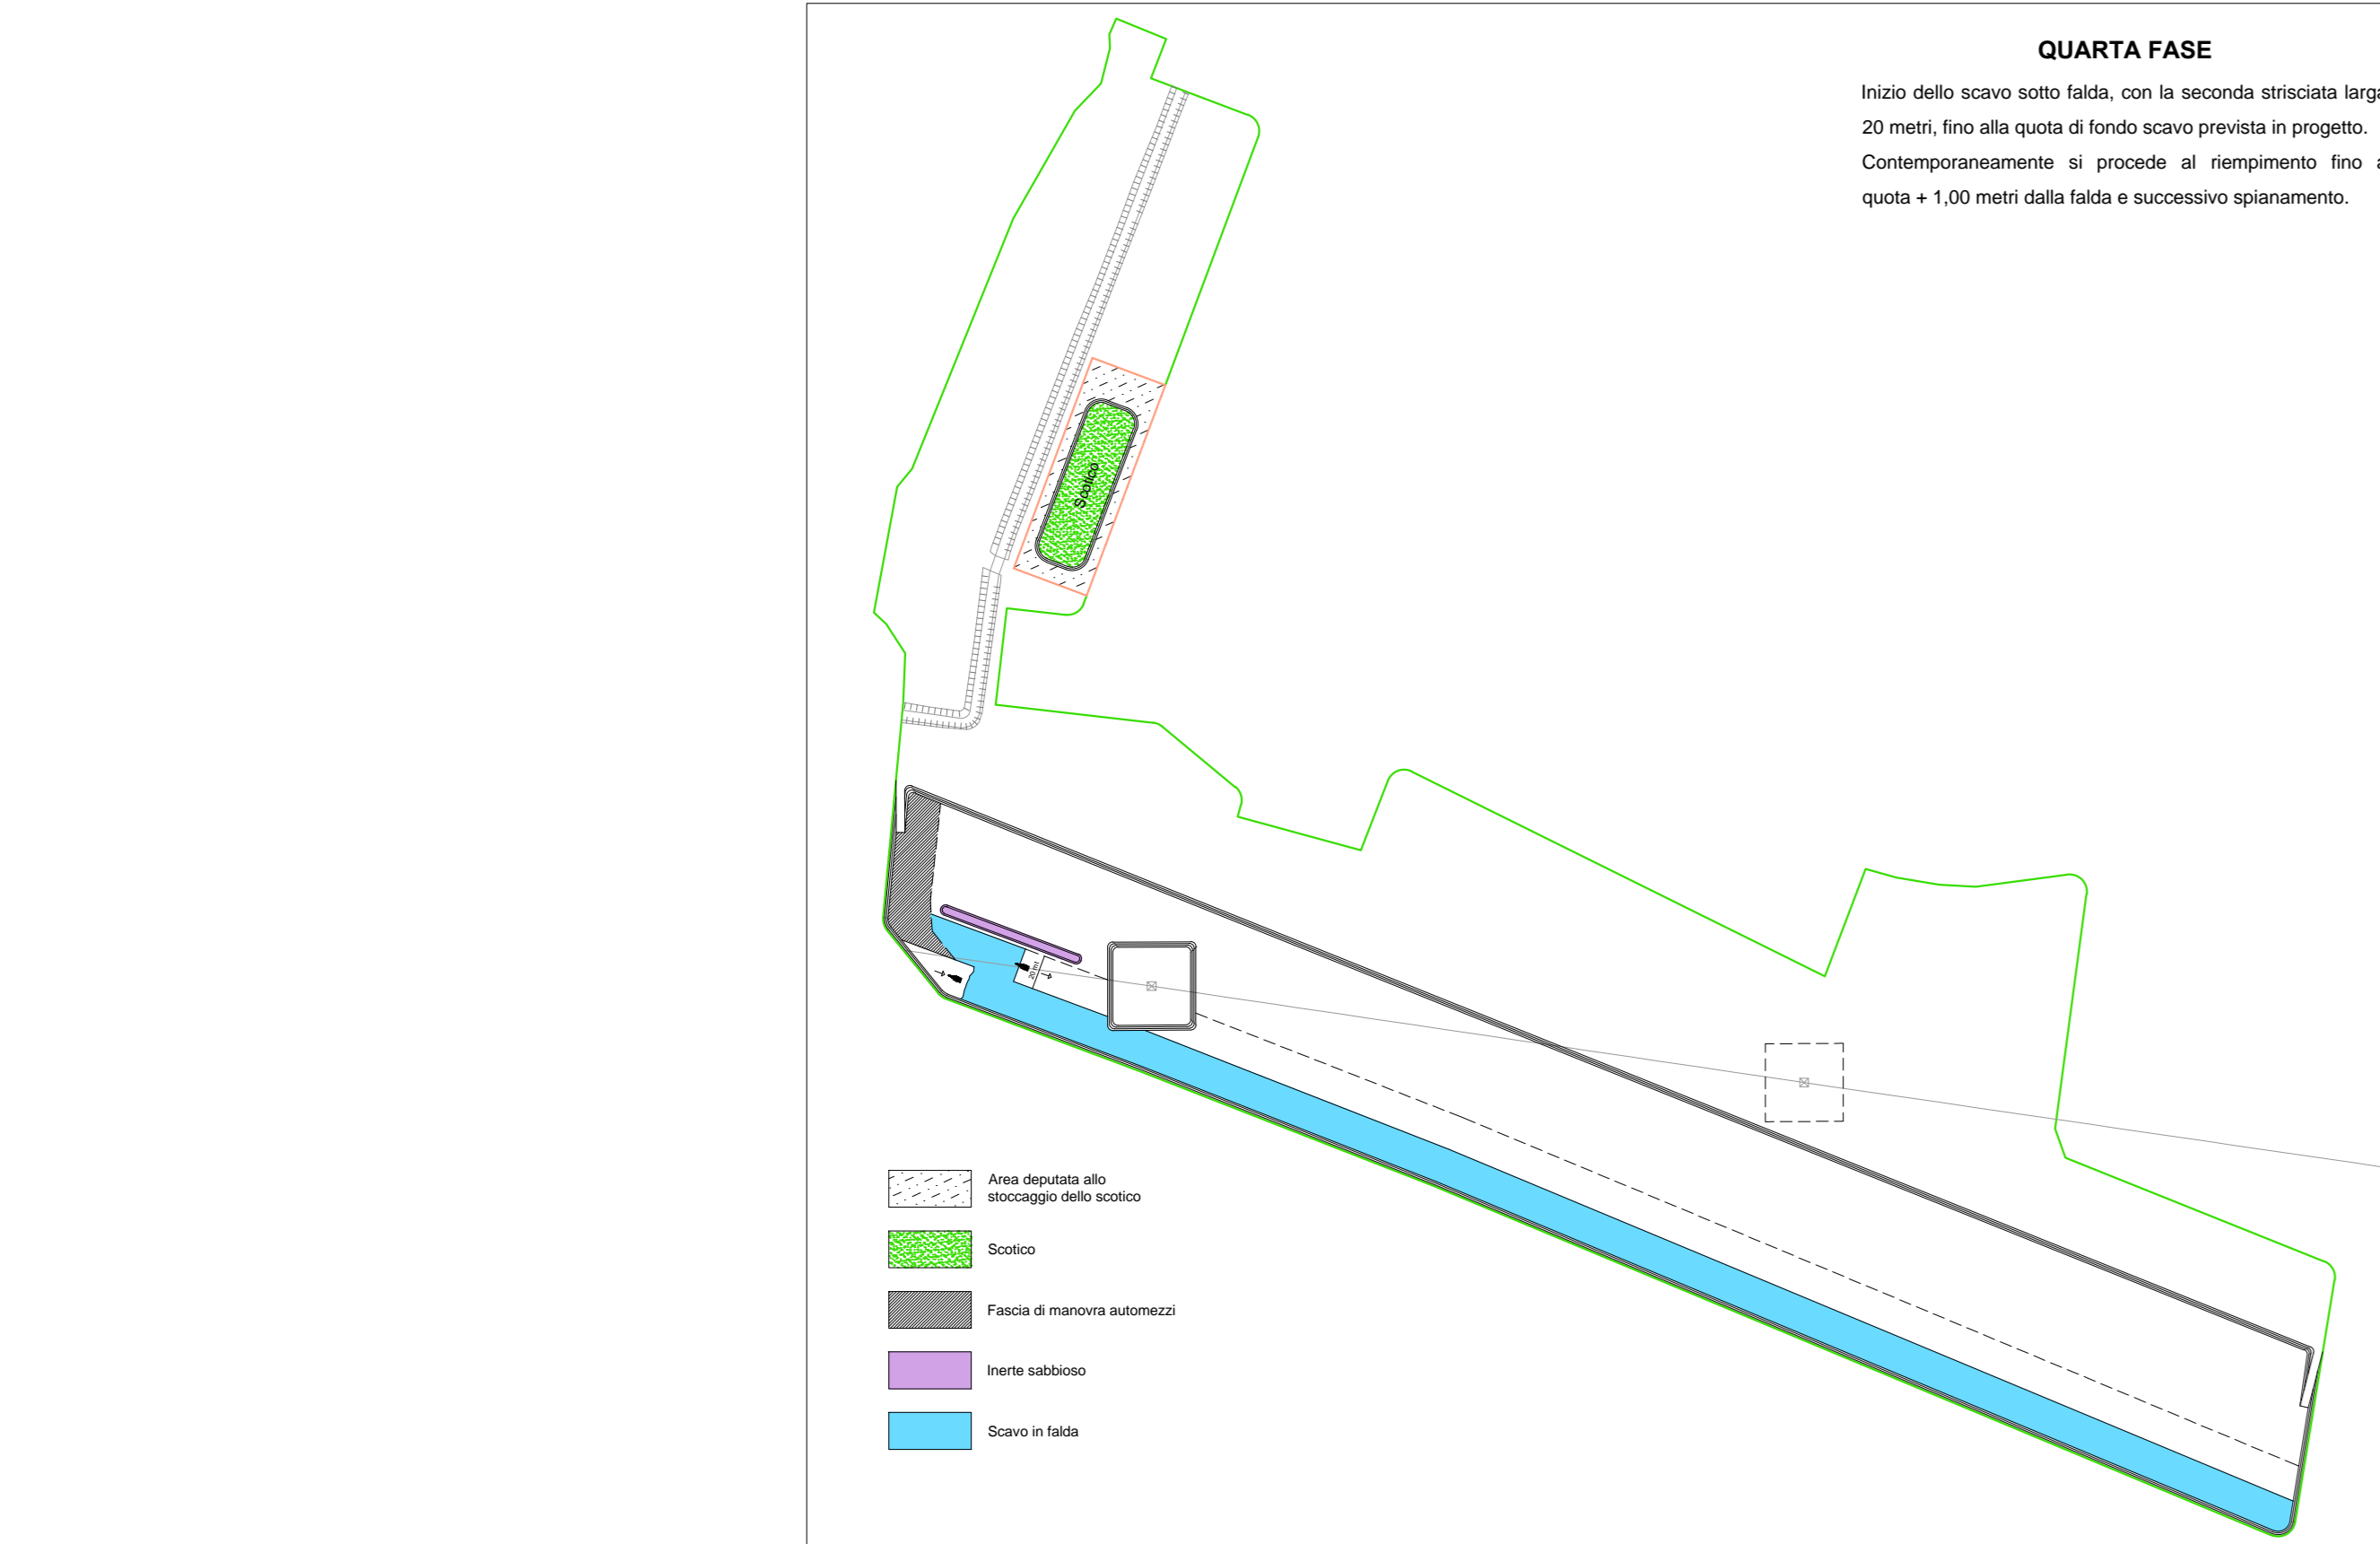 QUARTA FASE
Inizio dello scavo sotto falda, con la seconda strisciata larga
20 metri, fino alla quota di fondo scavo prevista in progetto.
Contemporaneamente si procede al riempimento fino a
quota + 1,00 metri dalla falda e successivo spianamento.
Scotico
20 mt
Area deputata allo
stoccaggio dello scotico
Scotico
Fascia di manovra automezzi
Inerte sabbioso
Scavo in falda